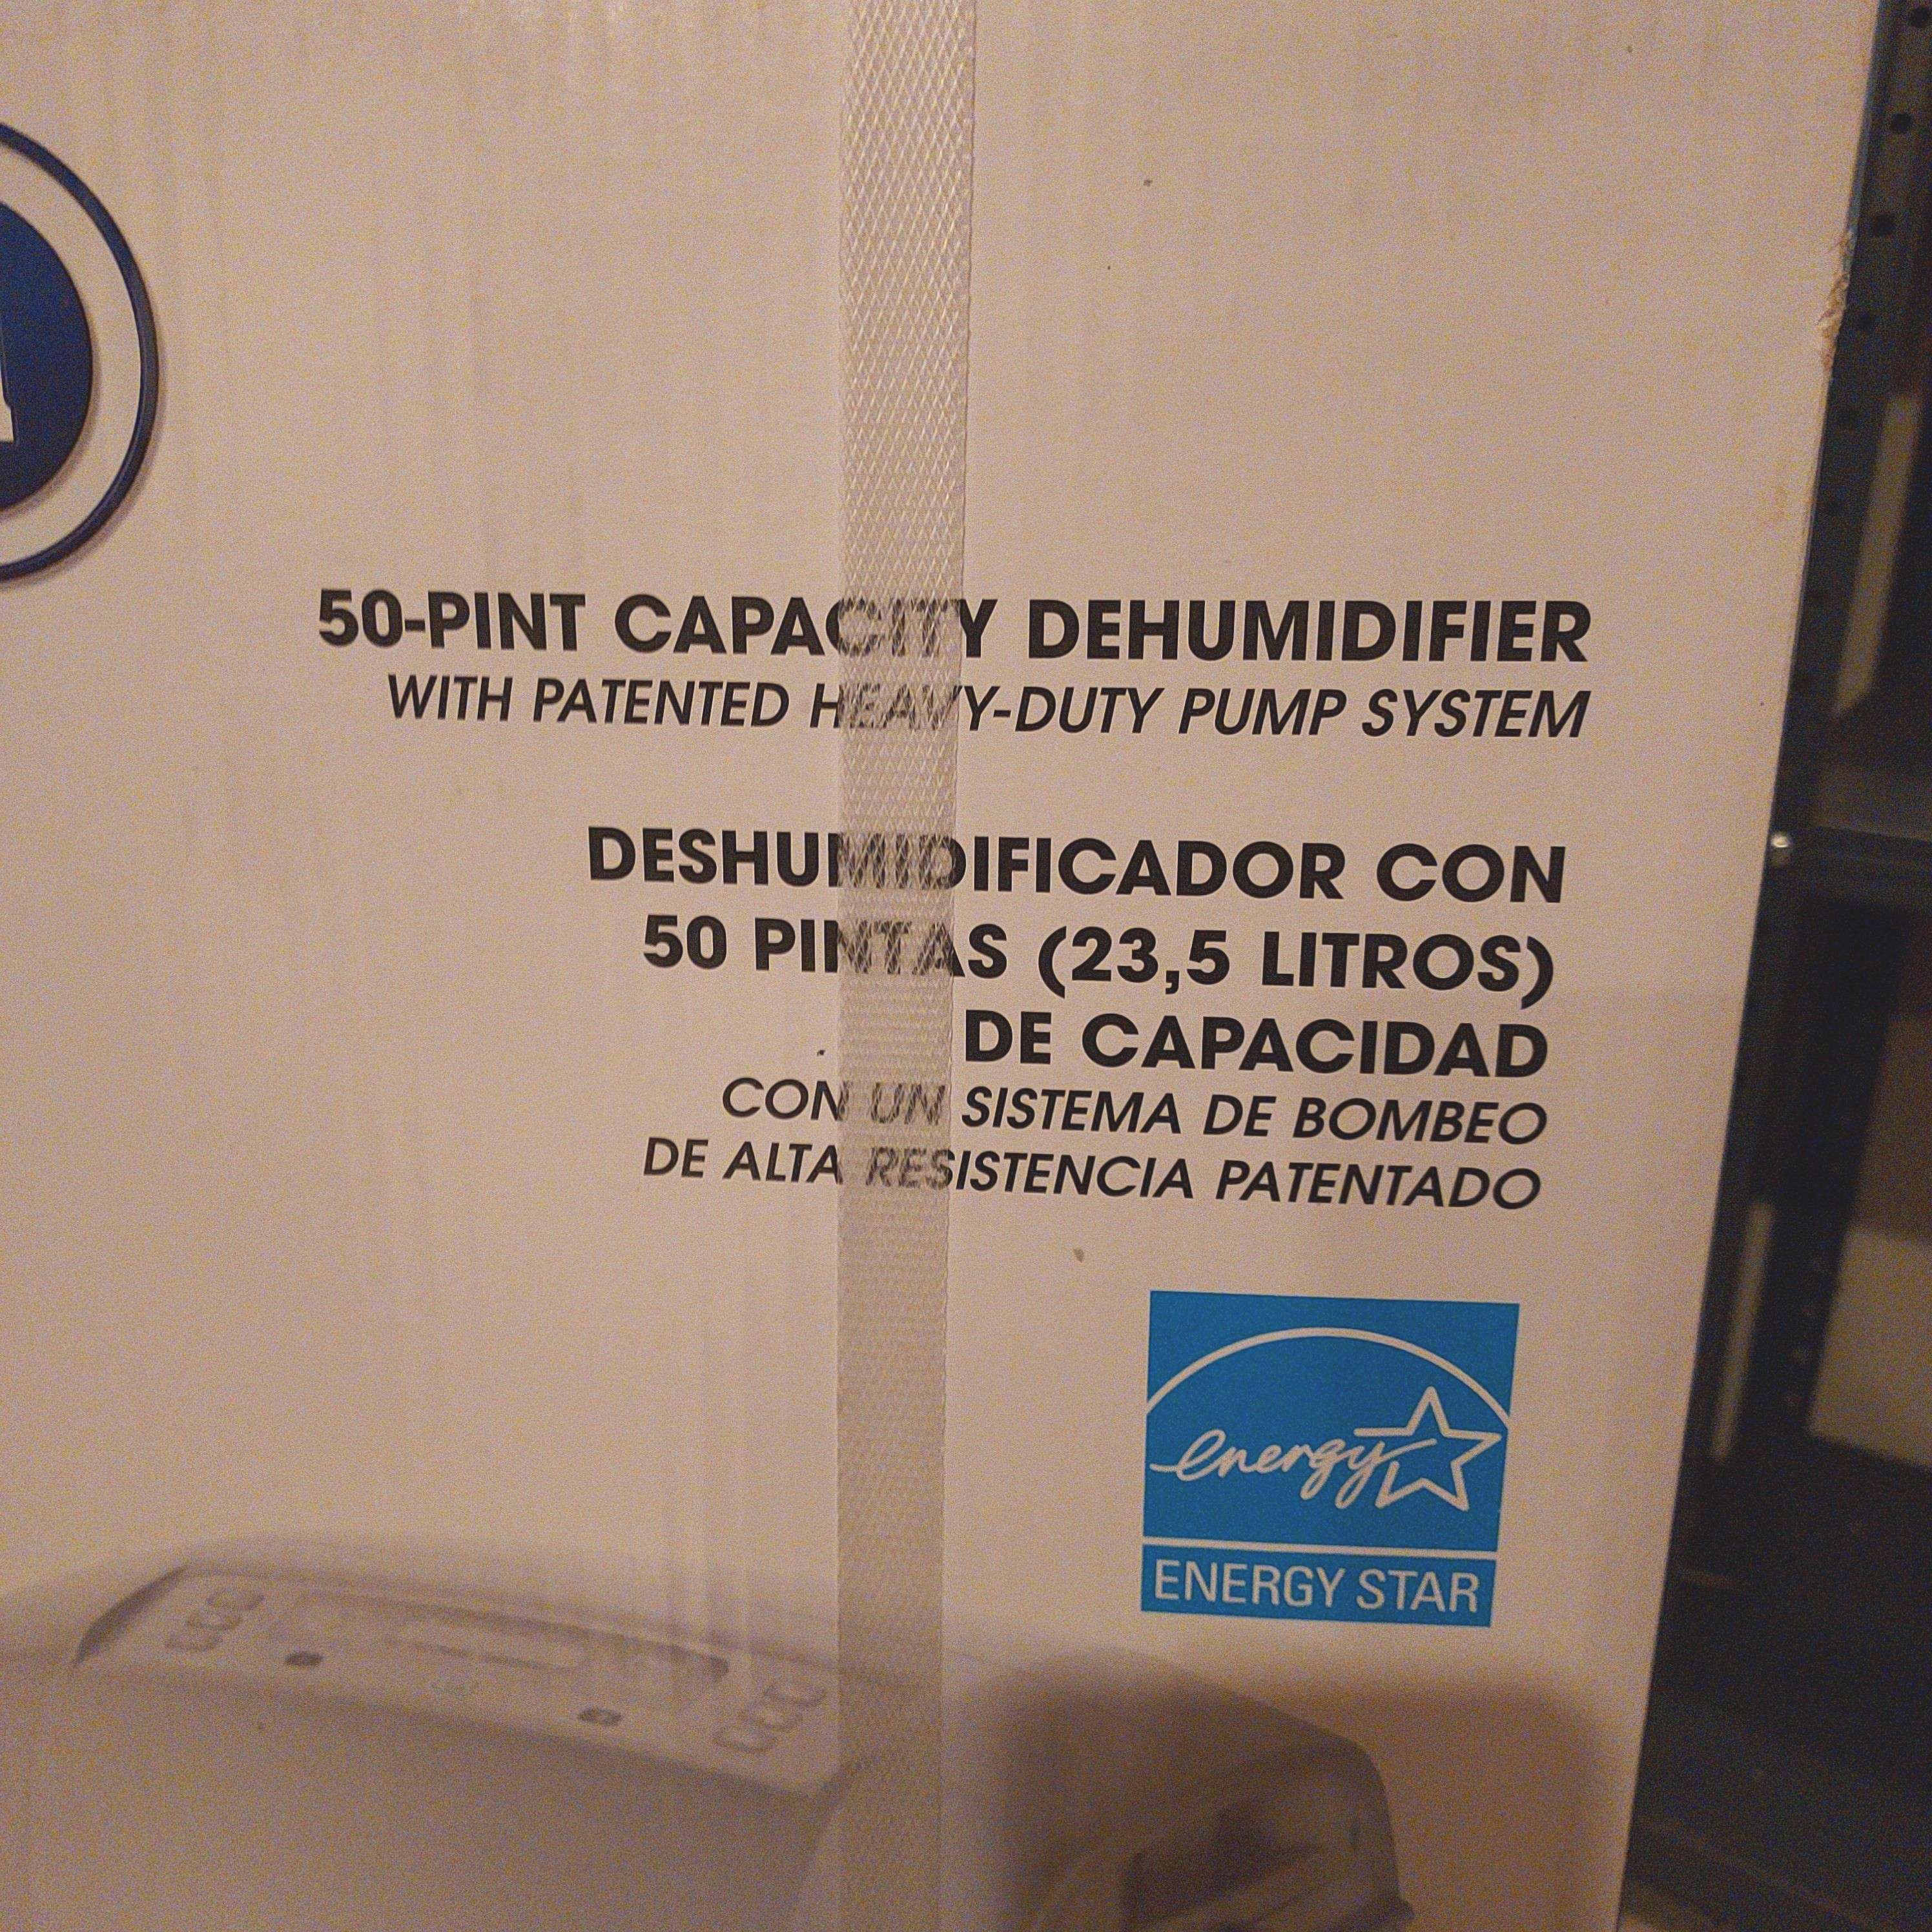 50-PINT CAPACITY DEHUMIDIFIER
WITH PATENTED HEAVY-DUTY PUMP SYSTEM
DESHUMIDIFICADOR CON
50 PINTAS (23,5 LITROS)
DE CAPACIDAD
CON UN SISTEMA DE BOMBEO
DE ALTA RESISTENCIA PATENTADO
energy
ENERGY STAR